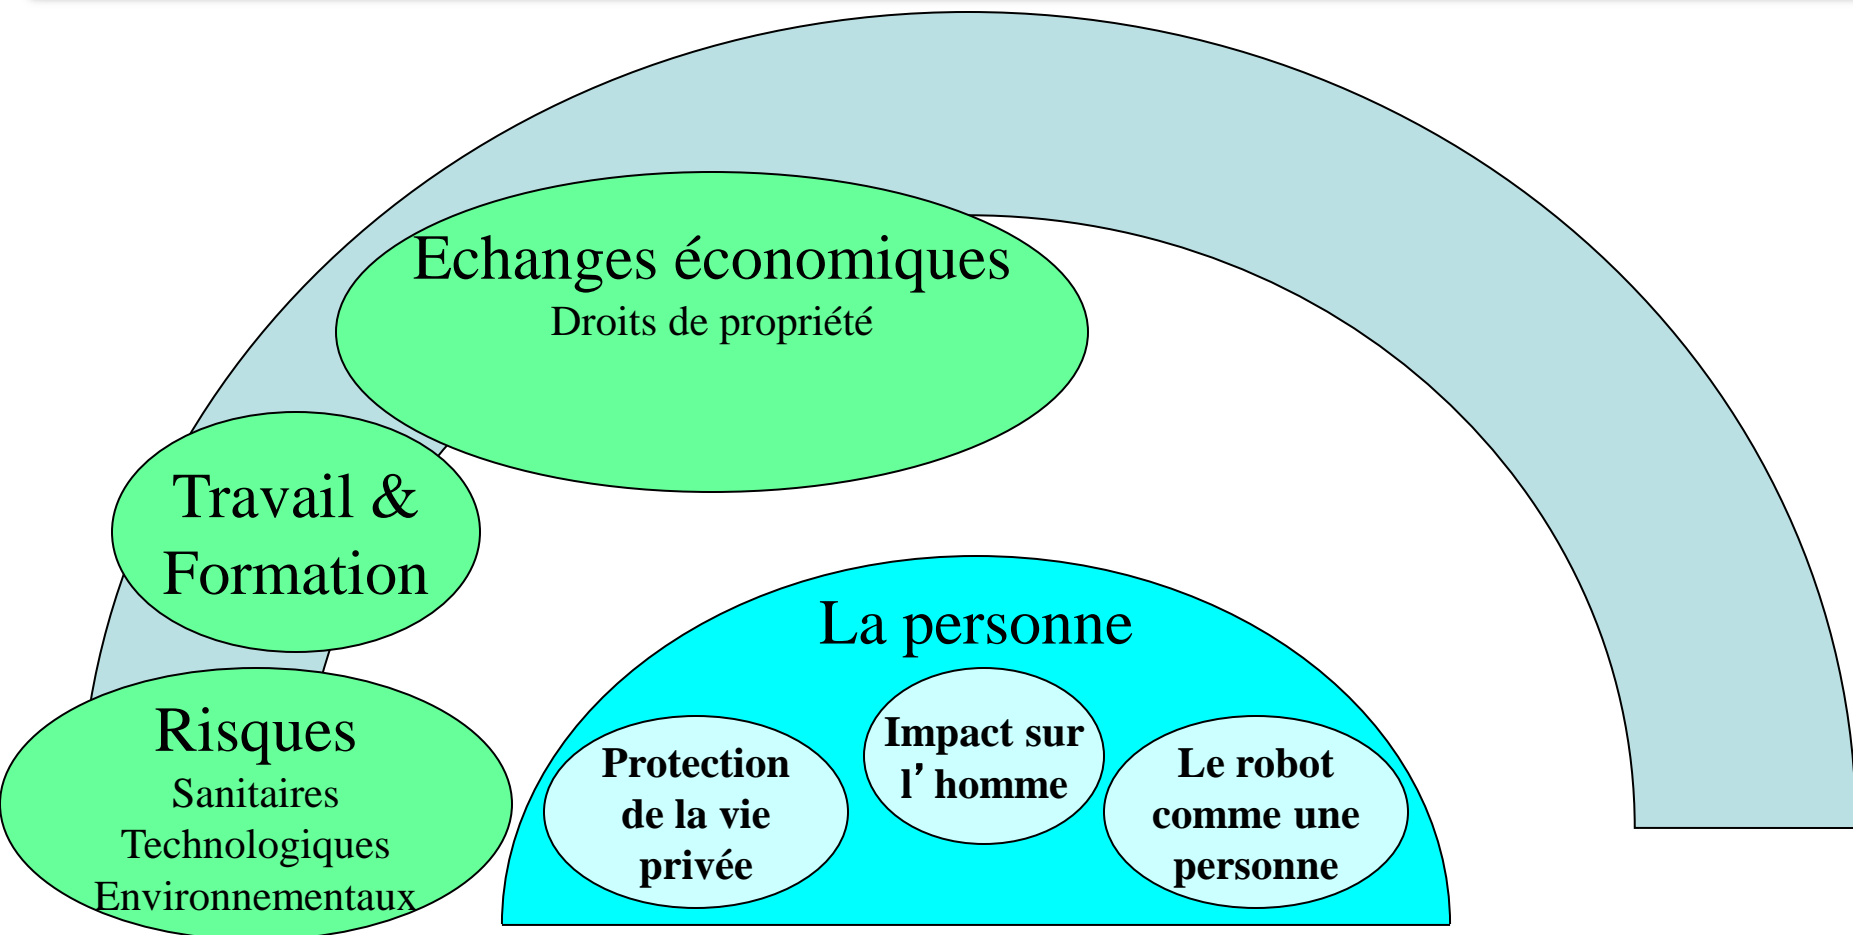 Echanges économiques
Droits de propriété
Travail &
Formation
Risques
Sanitaires
Technologiques
Environnementaux
La personne
Protection
de la vie
privée
Impact sur
l’ homme
Le robot
comme une
personne